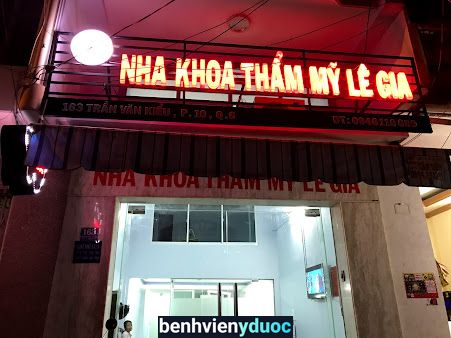 NHA KHOA THẨM MỸ LÊ GIA
163 TRẦN VĂN KIỂU, P.10, Q.6
NHA KHOA THẨM MỸ LÊ GIA
163
benhvienyduoc